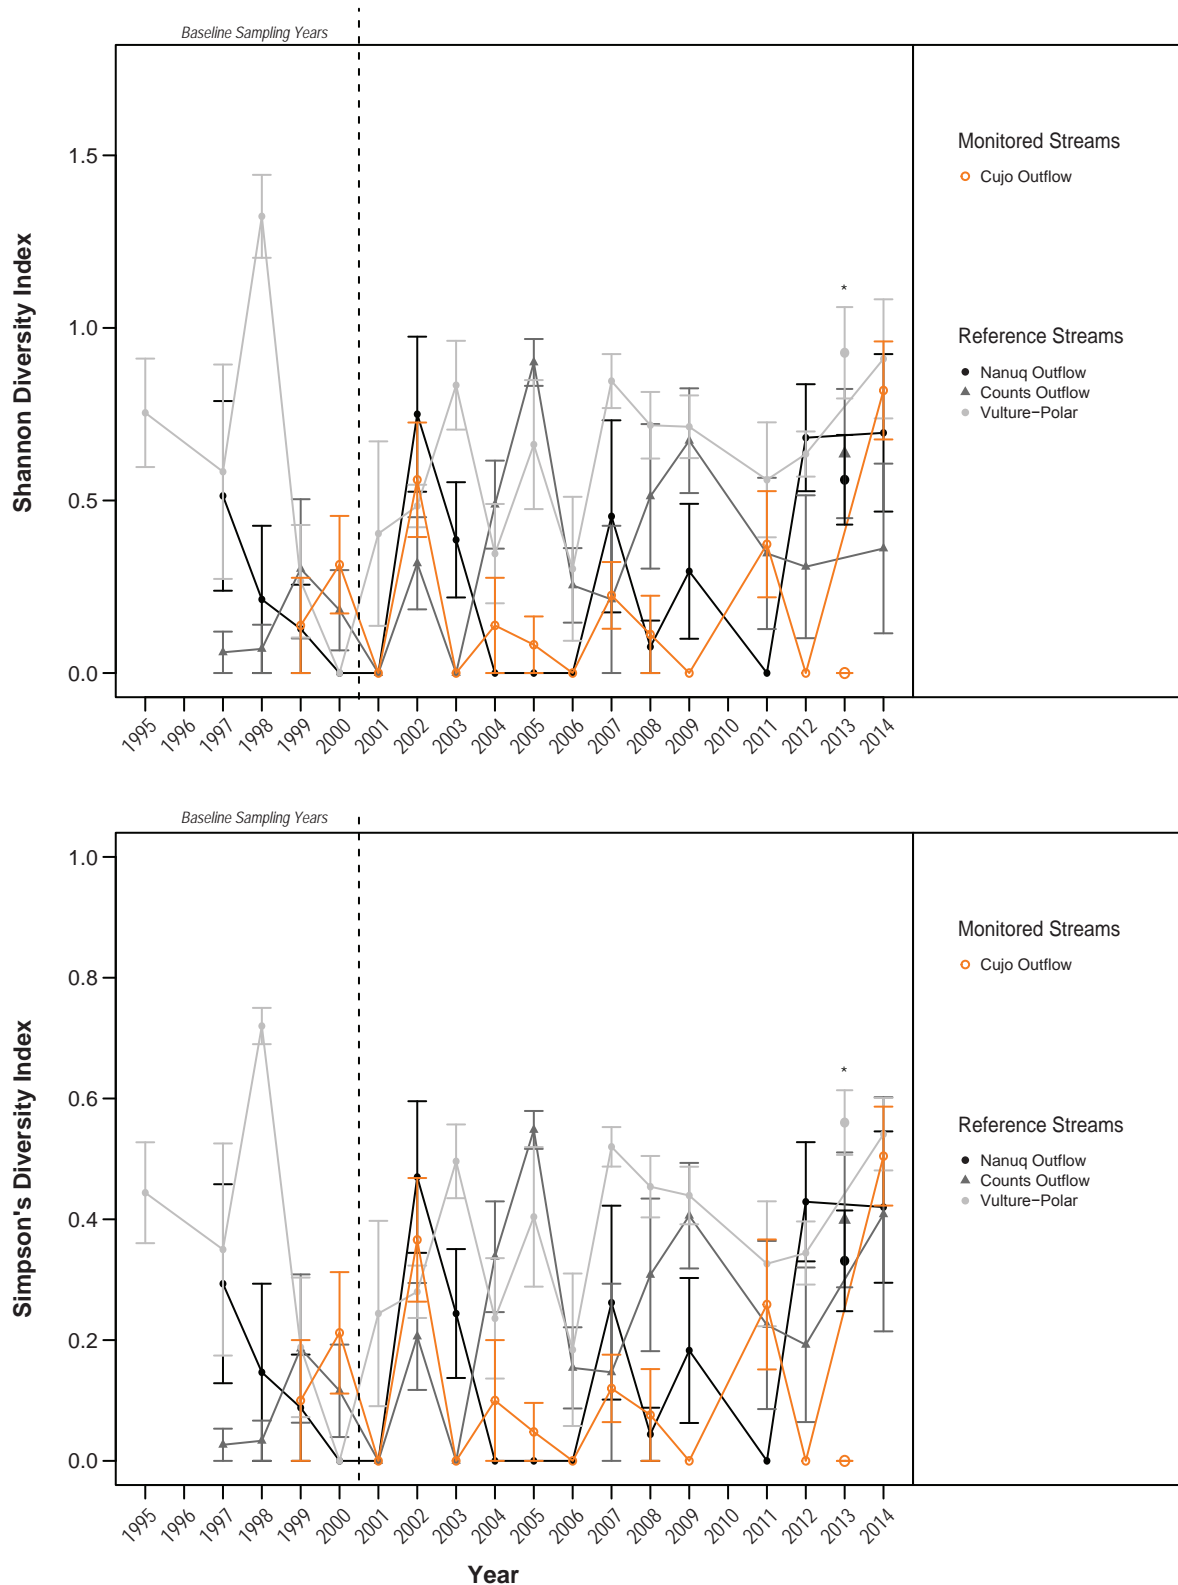 Baseline Sampling Years
Shannon Diversity Index
1.5
1.0
0.5
0.0
*
1995 1996 1997 1998 1999 2000 2001 2002 2003 2004 2005 2006 2007 2008 2009 2010 2011 2012 2013 2014
Monitored Streams
Cujo Outflow
Reference Streams
Nanuq Outflow
Counts Outflow
Vulture−Polar
Baseline Sampling Years
Simpson's Diversity Index
1.0
0.8
0.6
0.4
0.2
0.0
*
1995 1996 1997 1998 1999 2000 2001 2002 2003 2004 2005 2006 2007 2008 2009 2010 2011 2012 2013 2014
Year
Monitored Streams
Cujo Outflow
Reference Streams
Nanuq Outflow
Counts Outflow
Vulture−Polar